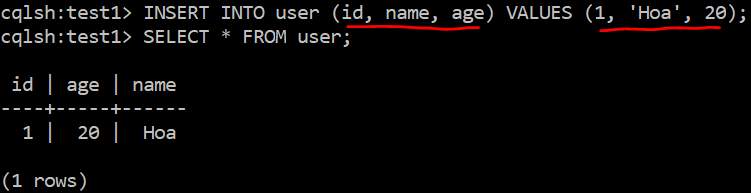 cqlsh:test1> INSERT INTO user (id, name, age) VALUES (1, 'Hoa', 20);
cqlsh:test1> SELECT * FROM user;
id | age | name
----+-----+------
1 | 20 | Hoa
(1 rows)